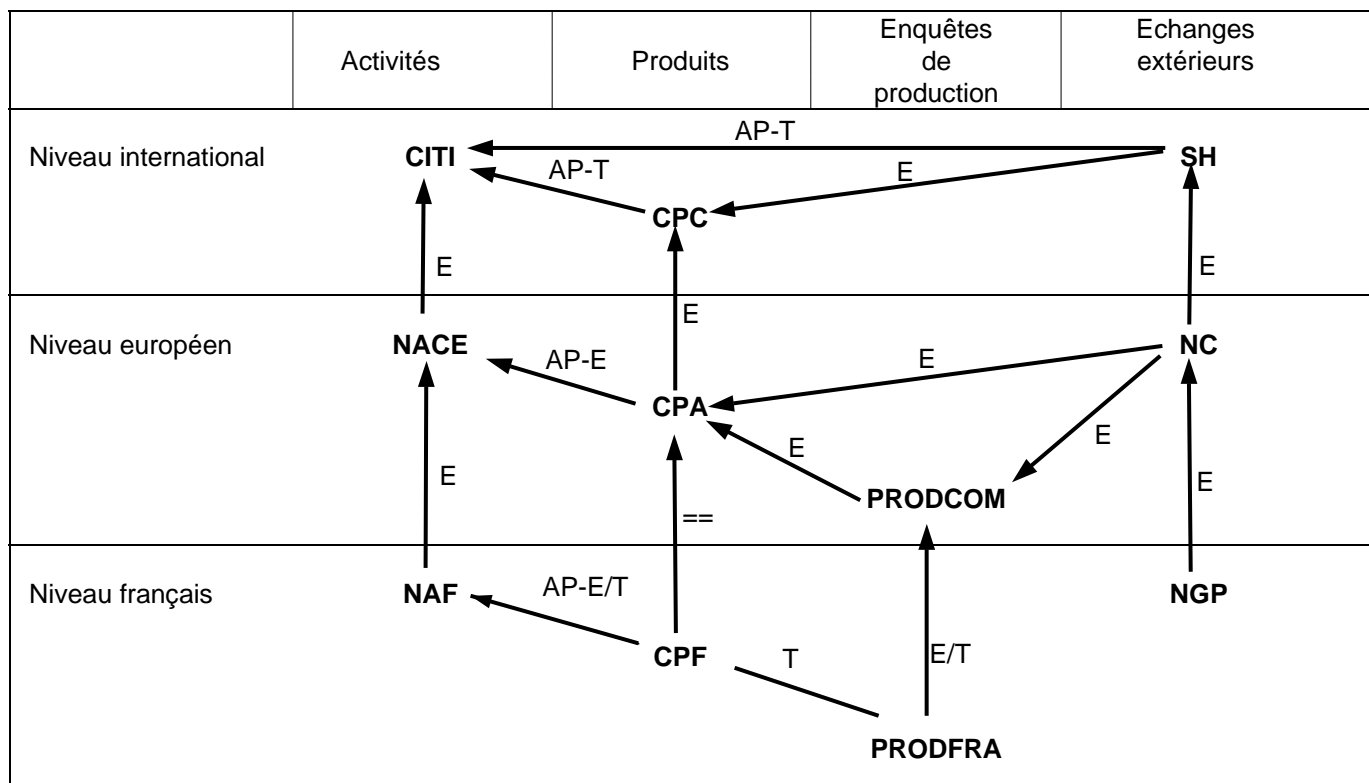 Activités
Produits
Enquêtes
de
production
Echanges
extérieurs
Niveau international
CITI
AP-T
AP-T
E
SH
CPC
E
E
E
Niveau européen
NACE
AP-E
E
NC
CPA
E
E
E
PRODCOM
E
==
Niveau français
NAF
AP-E/T
NGP
CPF
T
E/T
PRODFRA